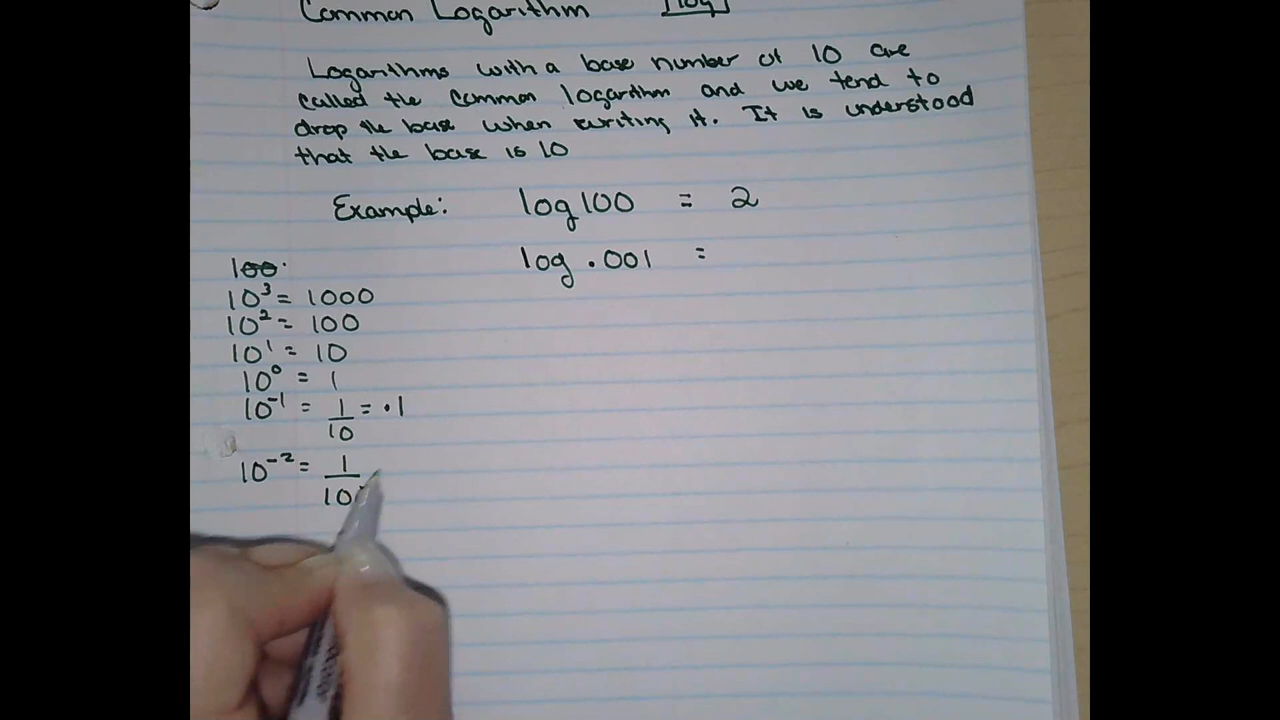 Common Logarithm log
Logarithms with a base number of 10 are
called the common logarithm and we tend to
drop the base when writing it. It is understood
that the base is 10
Example: log 100 = 2
log .001 =
100.
10³ = 1000
10² = 100
10¹ = 10
10⁰ = 1
10⁻¹ = 1/10 = .1
10⁻² = 1/10